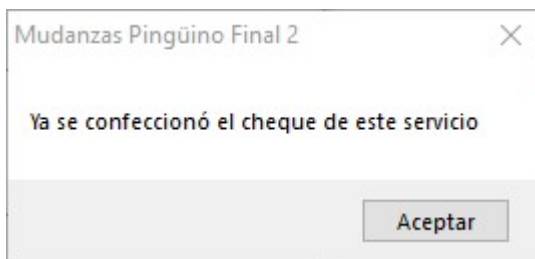 Mudanzas Pingüino Final 2
Ya se confeccionó el cheque de este servicio
Aceptar